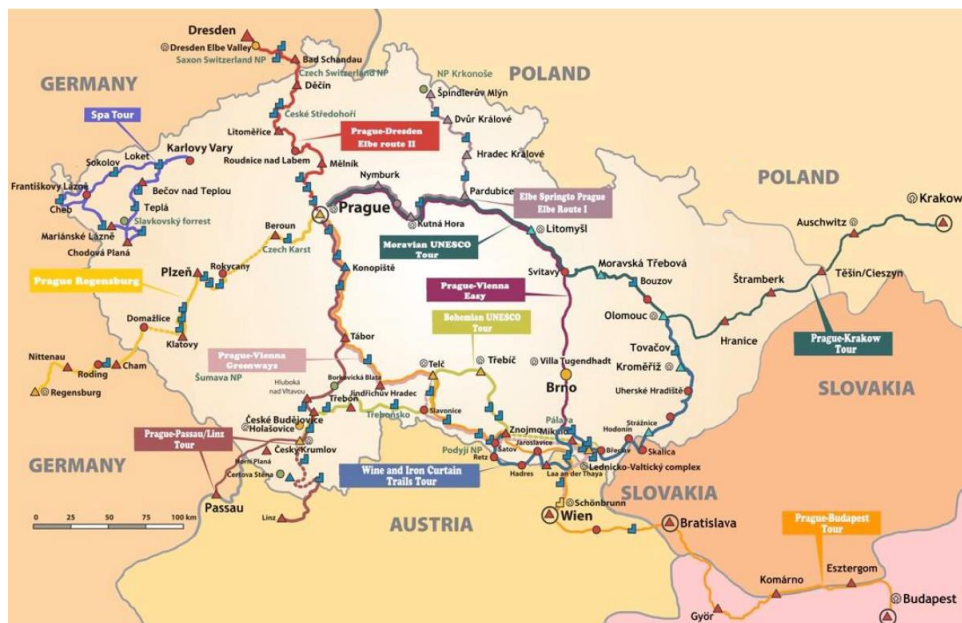 Dresden
Dresden Elbe Valley
Saxon Switzerland NP
Bad Schandau
Czech Switzerland NP
Děčín
GERMANY
POLAND
NP Krkonoše
Špindlerův Mlýn
České Středohoří
Spa Tour
Dvůr Králové
Litoměřice
Prague-Dresden
Elbe route II
Karlovy Vary
Loket
Sokolov
Roudnice nad Labem
Mělník
Hradec Králové
Františkovy Lázně
Bečov nad Teplou
Nymburk
Pardubice
Elbe Springto Prague
Elbe Route I
POLAND
Krakow
Cheb
Teplá
Prague
Slavkovský forrest
Kutná Hora
Auschwitz
Mariánské Lázně
Beroun
Litomyšl
Chodová Planá
Czech Karst
Moravian UNESCO
Tour
Plzeň
Rokycany
Konopiště
Svitavy
Moravská Třebová
Těšín/Cieszyn
Bouzov
Štramberk
Prague Regensburg
Prague-Vienna
Easy
Olomouc
Domažlice
Bohemian UNESCO
Tour
Klatovy
Tábor
Hranice
Prague-Krakow
Tour
Tovačov
Nittenau
Prague-Vienna
Greenways
Telč
Třebíč
Villa Tugendhadt
Kroměříž
Roding
Cham
Šumava NP
Borkovická Blata
Brno
SLOVAKIA
Regensburg
Hluboká
nad Vltavou
Jindřichův Hradec
Uherské Hradiště
Třeboň
České Budějovice
Třeboňsko
Slavonice
Holašovice
Znojmo
Pálava
Strážnice
Hodonín
Prague-Passau/Linz
Tour
Český Krumlov
Podyjí NP
Šatov
Jaroslavice
Břeclav
Skalica
Horní Planá
Retz
GERMANY
Čertova Stěna
Wine and Iron Curtain
Trails Tour
Hadres
Laa an der Thaya
Lednicko-Valtický complex
SLOVAKIA
Passau
Linz
Schönbrunn
AUSTRIA
Wien
Bratislava
Prague-Budapest
Tour
0 25 50 75 100 km
Komárno
Esztergom
Győr
Budapest